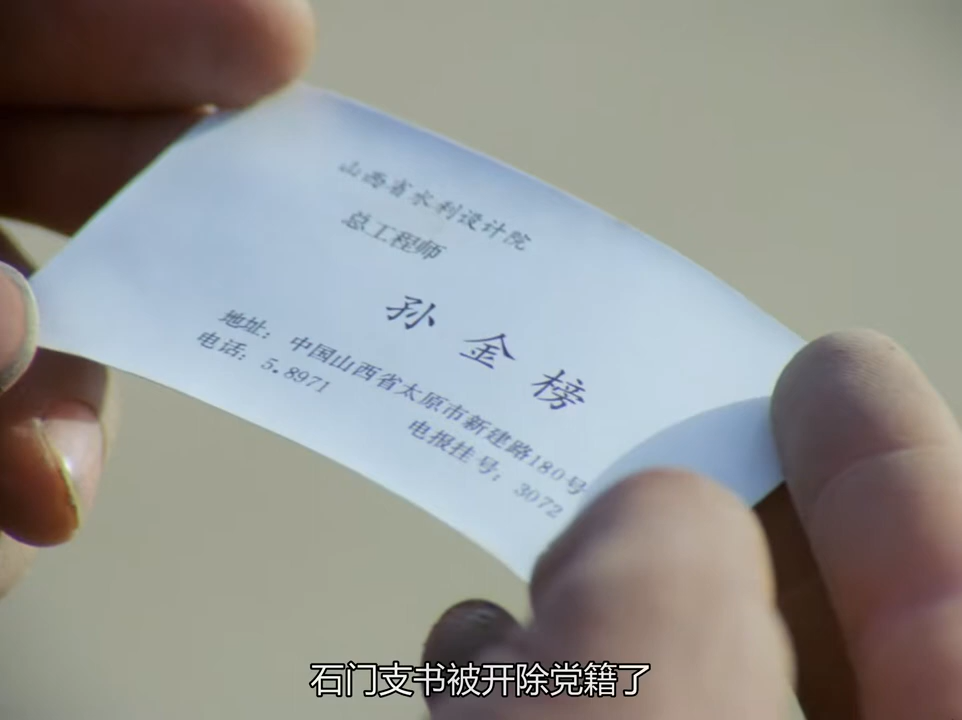 山西省水利设计院
总工程师
孙金榜
地址：中国山西省太原市新建路180号
电话：5.8971
电报挂号：3072
石门支书被开除党籍了